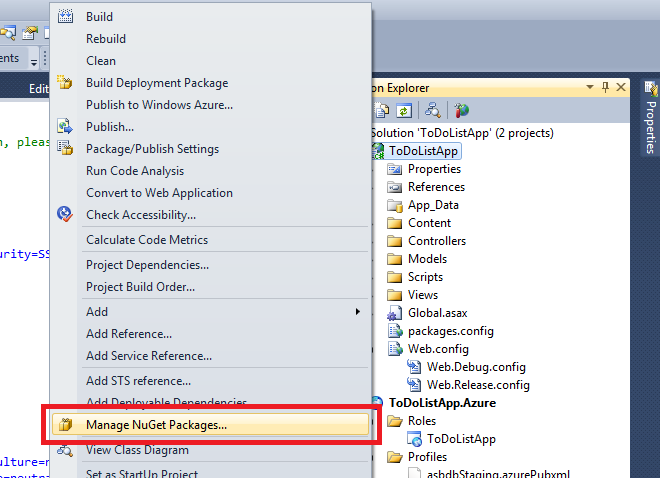 Build
Rebuild
Clean
Build Deployment Package
Publish to Windows Azure...
Publish...
Package/Publish Settings
Run Code Analysis
Convert to Web Application
Check Accessibility...
Calculate Code Metrics
Project Dependencies...
Project Build Order...
Add
Add Reference...
Add Service Reference...
Add STS reference...
Add Deployable Dependencies
Manage NuGet Packages...
View Class Diagram
Set as StartUp Project
ents
Edit
n, pleas
urity=SS
ulture=n
=neutra
on Explorer
Solution 'ToDoListApp' (2 projects)
ToDoListApp
Properties
References
App_Data
Content
Controllers
Models
Scripts
Views
Global.asax
packages.config
Web.config
Web.Debug.config
Web.Release.config
ToDoListApp.Azure
Roles
ToDoListApp
Profiles
asbdbStaging.azurePubxml
Properties